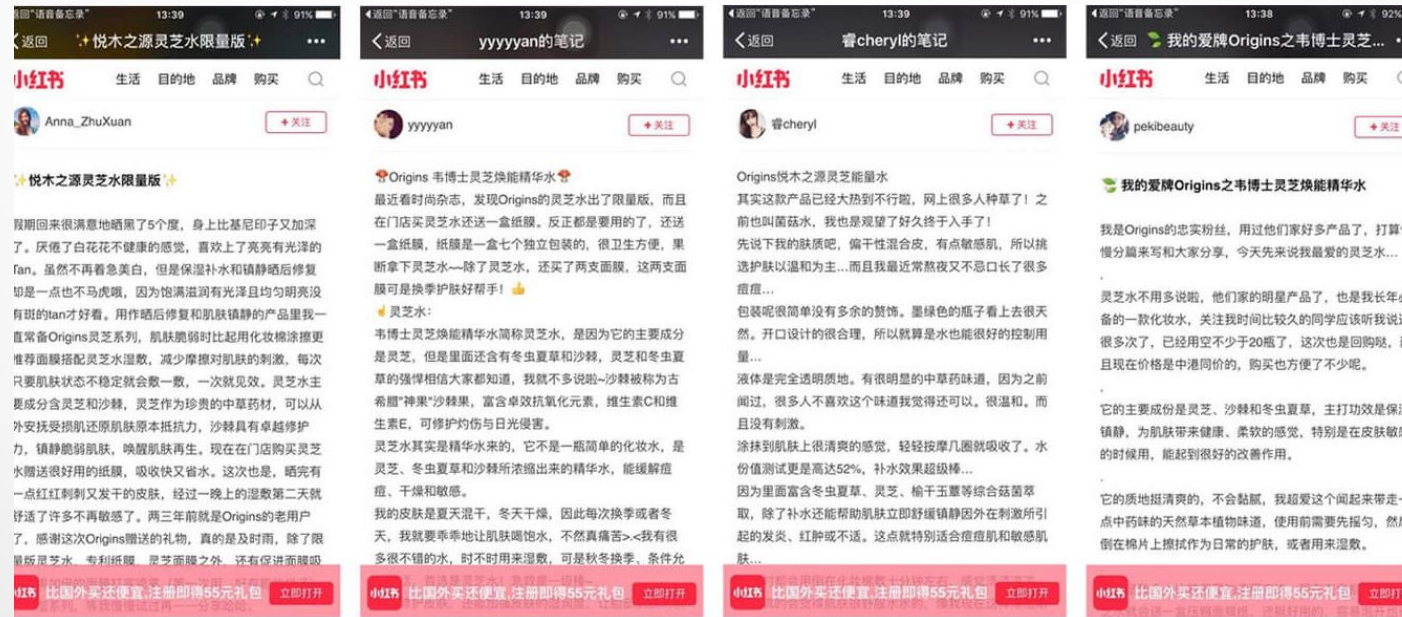 返回"语音备忘录" 13:39 91%
返回 悦木之源灵芝水限量版 •••
小红书 生活 目的地 品牌 购买
Anna_ZhuXuan +关注
悦木之源灵芝水限量版
假期回来很满意地晒黑了5个度，身上比基尼印子又加深
了。厌倦了白花花不健康的感觉，喜欢上了亮亮有光泽的
Tan。虽然不再着急美白，但是保湿补水和镇静晒后修复
却是一点也不马虎哦，因为饱满滋润有光泽且均匀明亮没
有斑的tan才好看。用作晒后修复和肌肤镇静的产品里我一
直常备Origins灵芝系列，肌肤脆弱时比起用化妆棉涂擦更
推荐面膜搭配灵芝水湿敷，减少摩擦对肌肤的刺激，每次
只要肌肤状态不稳定就会敷一敷，一次就见效。灵芝水主
要成分含灵芝和沙棘，灵芝作为珍贵的中草药材，可以从
外安抚受损肌还原肌肤原本抵抗力，沙棘具有卓越修护
力，镇静脆弱肌肤，唤醒肌肤再生。现在在门店购买灵芝
水赠送很好用的纸膜，吸收快又省水。这次也是，晒完有
一点红红刺刺又发干的皮肤，经过一晚上的湿敷第二天就
舒适了许多不再敏感了。两三年前就是Origins的老用户
了，感谢这次Origins赠送的礼物，真的是及时雨，除了限
量版灵芝水、专利纸膜、灵芝面膜之外，还有促进面膜吸
小红书 比国外买还便宜,注册即得55元礼包 立即打开
返回"语音备忘录" 13:39 91%
返回 yyyyyan的笔记 •••
小红书 生活 目的地 品牌 购买
yyyyyan +关注
Origins 韦博士灵芝焕能精华水
最近看时尚杂志，发现Origins的灵芝水出了限量版，而且
在门店买灵芝水还送一盒纸膜。反正都是要用的了，还送
一盒纸膜，纸膜是一盒七个独立包装的，很卫生方便，果
断拿下灵芝水~~除了灵芝水，还买了两支面膜，这两支面
膜可是换季护肤好帮手！
灵芝水：
韦博士灵芝焕能精华水简称灵芝水，是因为它的主要成分
是灵芝，但是里面还含有冬虫夏草和沙棘，灵芝和冬虫夏
草的强悍相信大家都知道，我就不多说啦~沙棘被称为古
希腊"神果"沙棘果，富含卓效抗氧化元素，维生素C和维
生素E，可修护灼伤与日光侵害。
灵芝水其实是精华水来的，它不是一瓶简单的化妆水，是
灵芝、冬虫夏草和沙棘所浓缩出来的精华水，能缓解痘
痘、干燥和敏感。
我的皮肤是夏天混干，冬天干燥，因此每次换季或者冬
天，我就要乖乖地让肌肤喝饱水，不然真痛苦>.<我有很
多很不错的水，时不时用来湿敷，可是秋冬换季、条件允
小红书 比国外买还便宜,注册即得55元礼包 立即打开
返回"语音备忘录" 13:39 91%
返回 睿cheryl的笔记 •••
小红书 生活 目的地 品牌 购买
睿cheryl +关注
Origins悦木之源灵芝能量水
其实这款产品已经大热到不行啦，网上很多人种草了！之
前也叫菌菇水，我也是观望了好久终于入手了！
先说下我的肤质吧，偏干性混合皮，有点敏感肌，所以挑
选护肤以温和为主...而且我最近常熬夜又不忌口长了很多
痘痘...
包装呢很简单没有多余的赘饰。墨绿色的瓶子看上去很天
然。开口设计的很合理，所以就算是水也能很好的控制用
量...
液体是完全透明质地。有很明显的中草药味道，因为之前
闻过，很多人不喜欢这个味道我觉得还可以。很温和。而
且没有刺激。
涂抹到肌肤上很清爽的感觉，轻轻按摩几圈就吸收了。水
份值测试更是高达52%，补水效果超级棒...
因为里面富含冬虫夏草、灵芝、榆干玉蕈等综合菇菌萃
取，除了补水还能帮助肌肤立即舒缓镇静因外在刺激所引
起的发炎、红肿或不适。这点就特别适合痘痘肌和敏感肌
肤...
小红书 比国外买还便宜,注册即得55元礼包 立即打开
返回"语音备忘录" 13:38 92%
返回 我的爱牌Origins之韦博士灵芝...
小红书 生活 目的地 品牌 购买
pekibeauty +关注
我的爱牌Origins之韦博士灵芝焕能精华水
我是Origins的忠实粉丝，用过他们家好多产品了，打算
慢分篇来写和大家分享，今天先来说我最爱的灵芝水...
.
灵芝水不用多说啦，他们家的明星产品了，也是我长年
备的一款化妆水，关注我时间比较久的同学应该听我说
很多次了，已经用空不少于20瓶了，这次也是回购哒，
且现在价格是中港同价的，购买也方便了不少呢。
.
它的主要成份是灵芝、沙棘和冬虫夏草，主打功效是保
镇静，为肌肤带来健康、柔软的感觉，特别是在皮肤敏
的时候用，能起到很好的改善作用。
.
它的质地挺清爽的，不会黏腻，我超爱这个闻起来带走
点中药味的天然草本植物味道，使用前需要先摇匀，然
倒在棉片上擦拭作为日常的护肤，或者用来湿敷。
小红书 比国外买还便宜,注册即得55元礼包 立即打